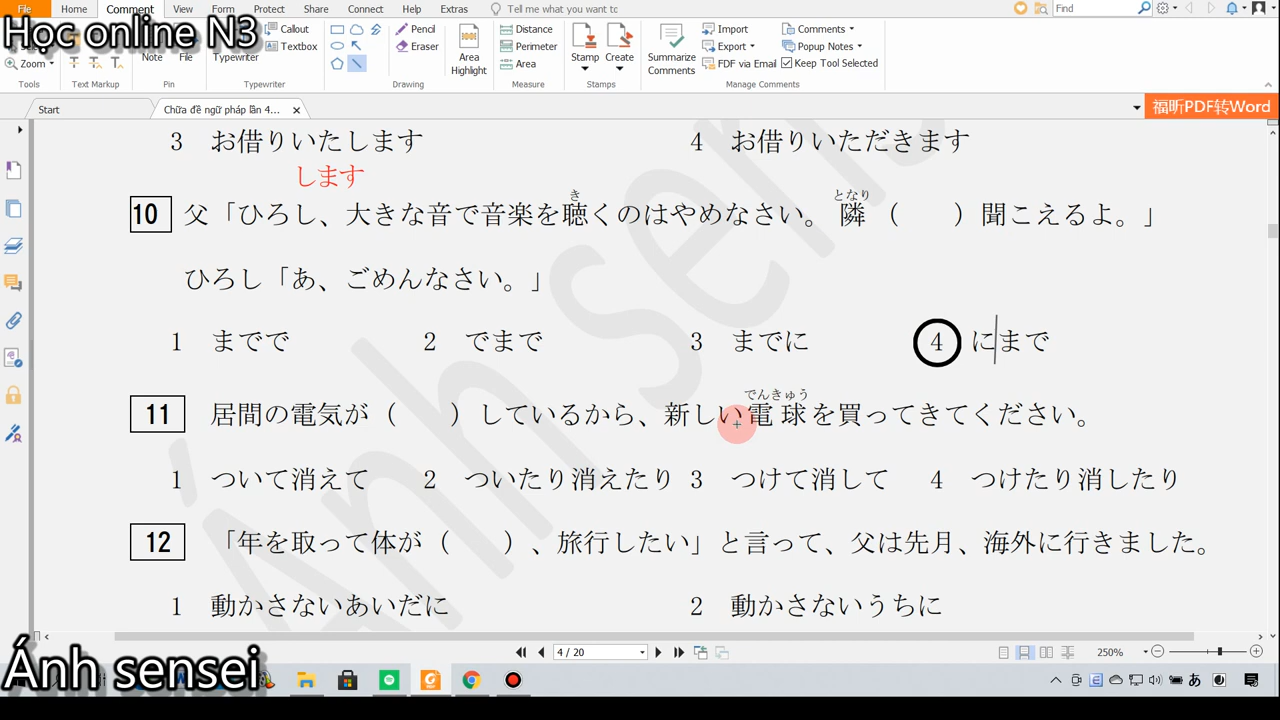 File Home Comment View Form Protect Share Connect Help Extras Tell me what you want to Find
Học online N3
Zoom Note File Typewriter Callout Textbox Pencil Eraser Area Highlight Distance Perimeter Area Stamp Create Summarize Comments Import Export FDF via Email Comments Popup Notes Keep Tool Selected
Tools Text Markup Pin Typewriter Drawing Measure Stamps Manage Comments
Start Chữa đề ngữ pháp lần 4... 福昕PDF转Word
3 お借りいたします 4 お借りいただきます
します
10 父「ひろし、大きな音で音楽を聴くのはやめなさい。隣（ ）聞こえるよ。」
き となり
ひろし「あ、ごめんなさい。」
1 までで 2 でまで 3 までに 4 にまで
でんきゅう
11 居間の電気が（ ）しているから、新しい電球を買ってきてください。
1 ついて消えて 2 ついたり消えたり 3 つけて消して 4 つけたり消したり
12 「年を取って体が（ ）、旅行したい」と言って、父は先月、海外に行きました。
1 動かさないあいだに 2 動かさないうちに
Ánh sensei
4 / 20 250%
Ánh sensei